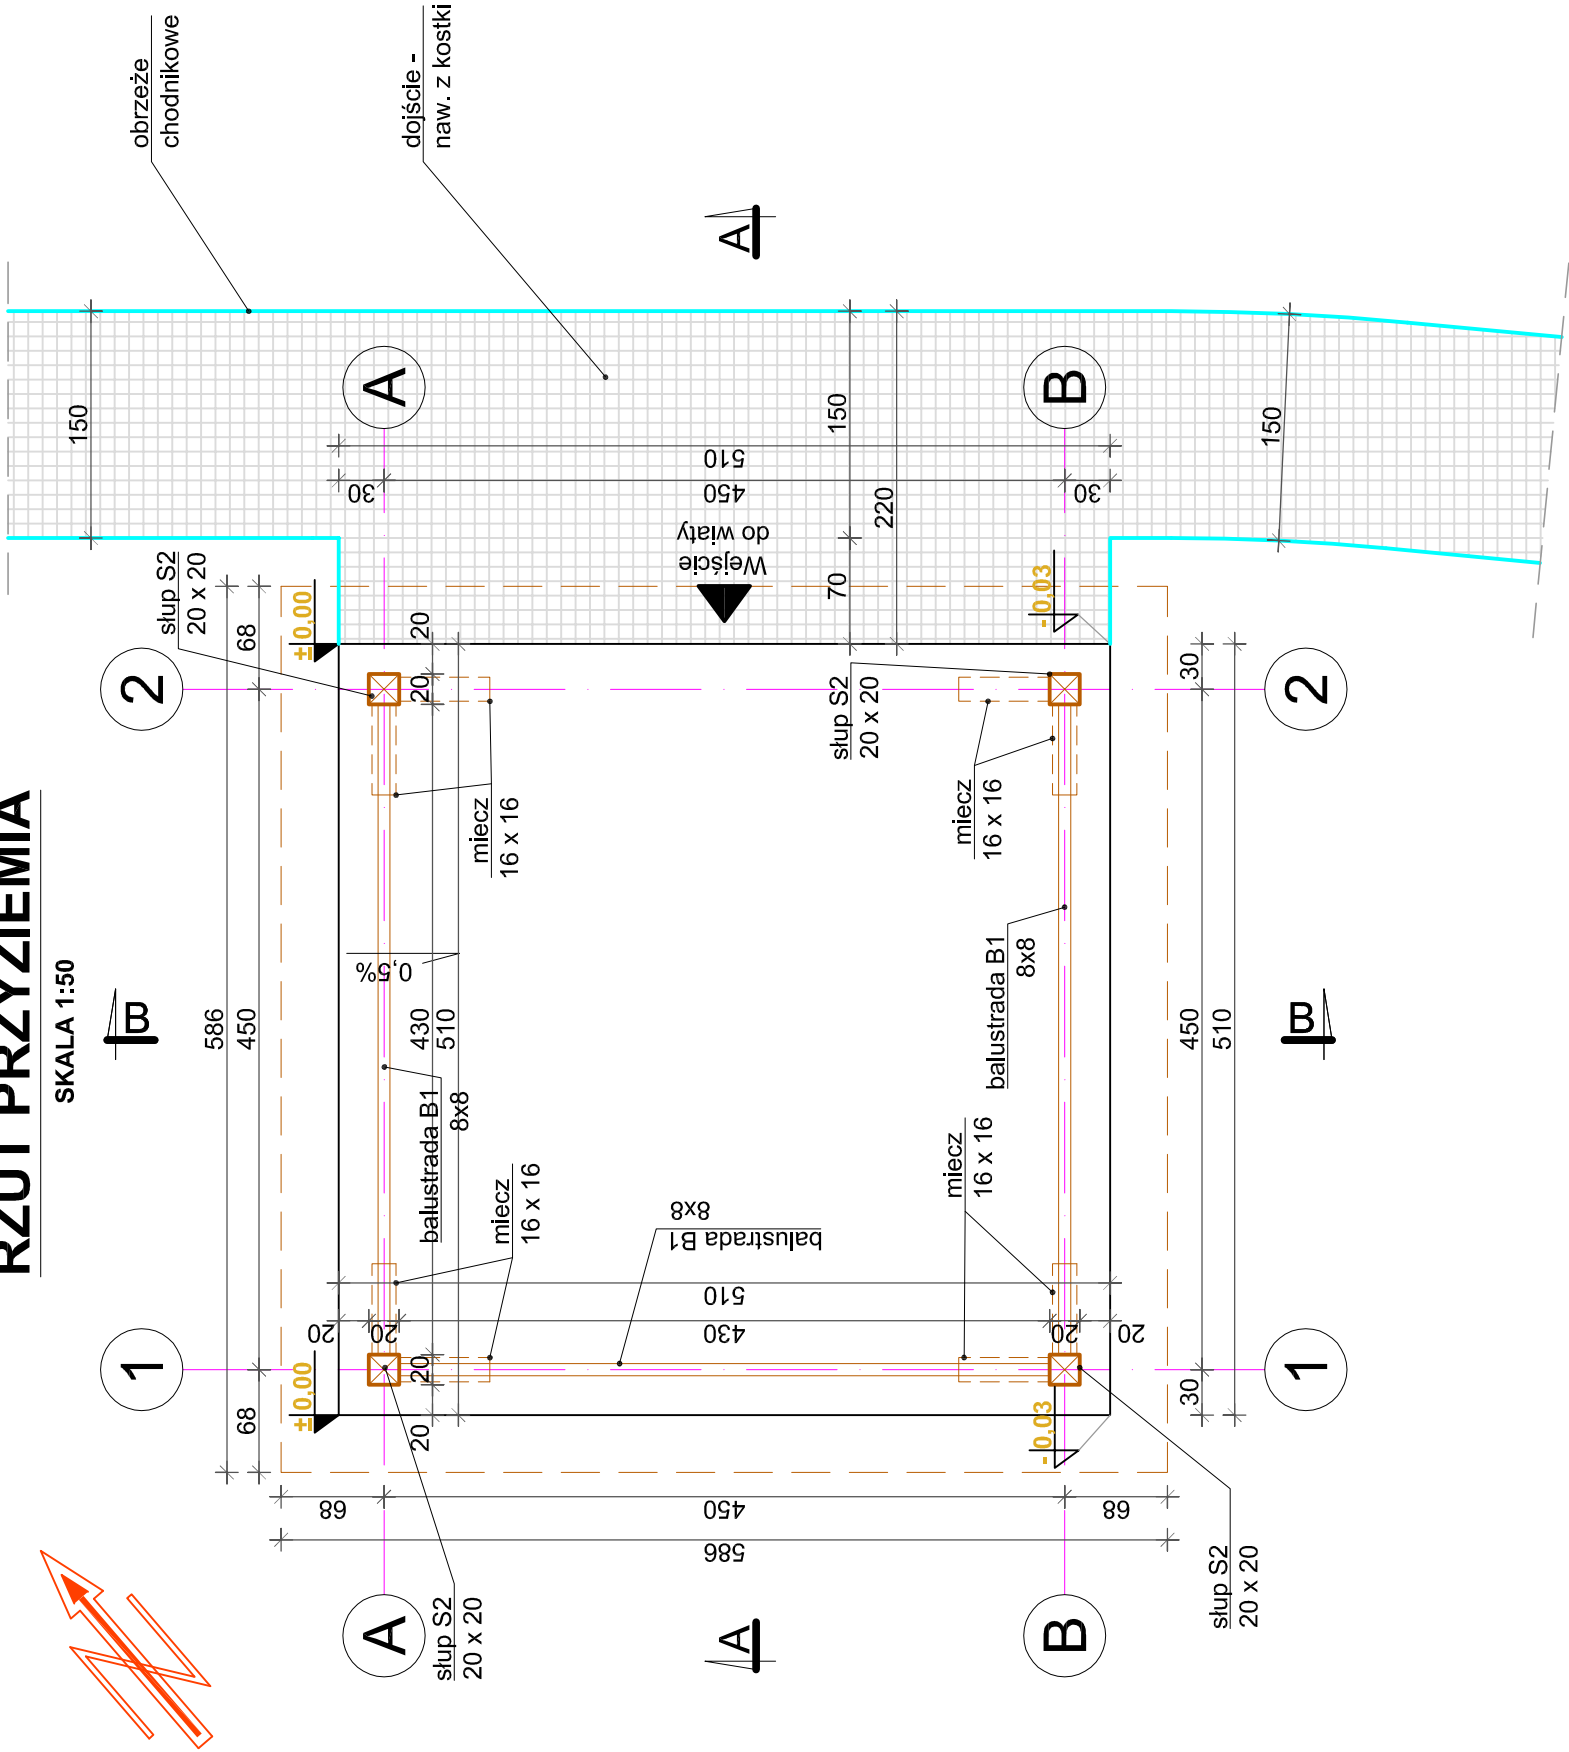 RZUT PRZYZIEMIA
SKALA 1:50
obrzeże
chodnikowe
dojście -
naw. z kostki
A
150
A
B
150
150
510
450
30
30
220
70
Wejście
do wiaty
słup S2
20 x 20
± 0,00
- 0,03
68
20
20
2
2
słup S2
20 x 20
30
miecz
16 x 16
miecz
16 x 16
0,5%
B
586
450
430
510
balustrada B1
8x8
balustrada B1
8x8
450
510
B
miecz
16 x 16
balustrada B1
8x8
miecz
16 x 16
510
430
20
20
20
20
1
± 0,00
68
20
20
- 0,03
30
1
68
450
68
586
A
słup S2
20 x 20
A
B
słup S2
20 x 20